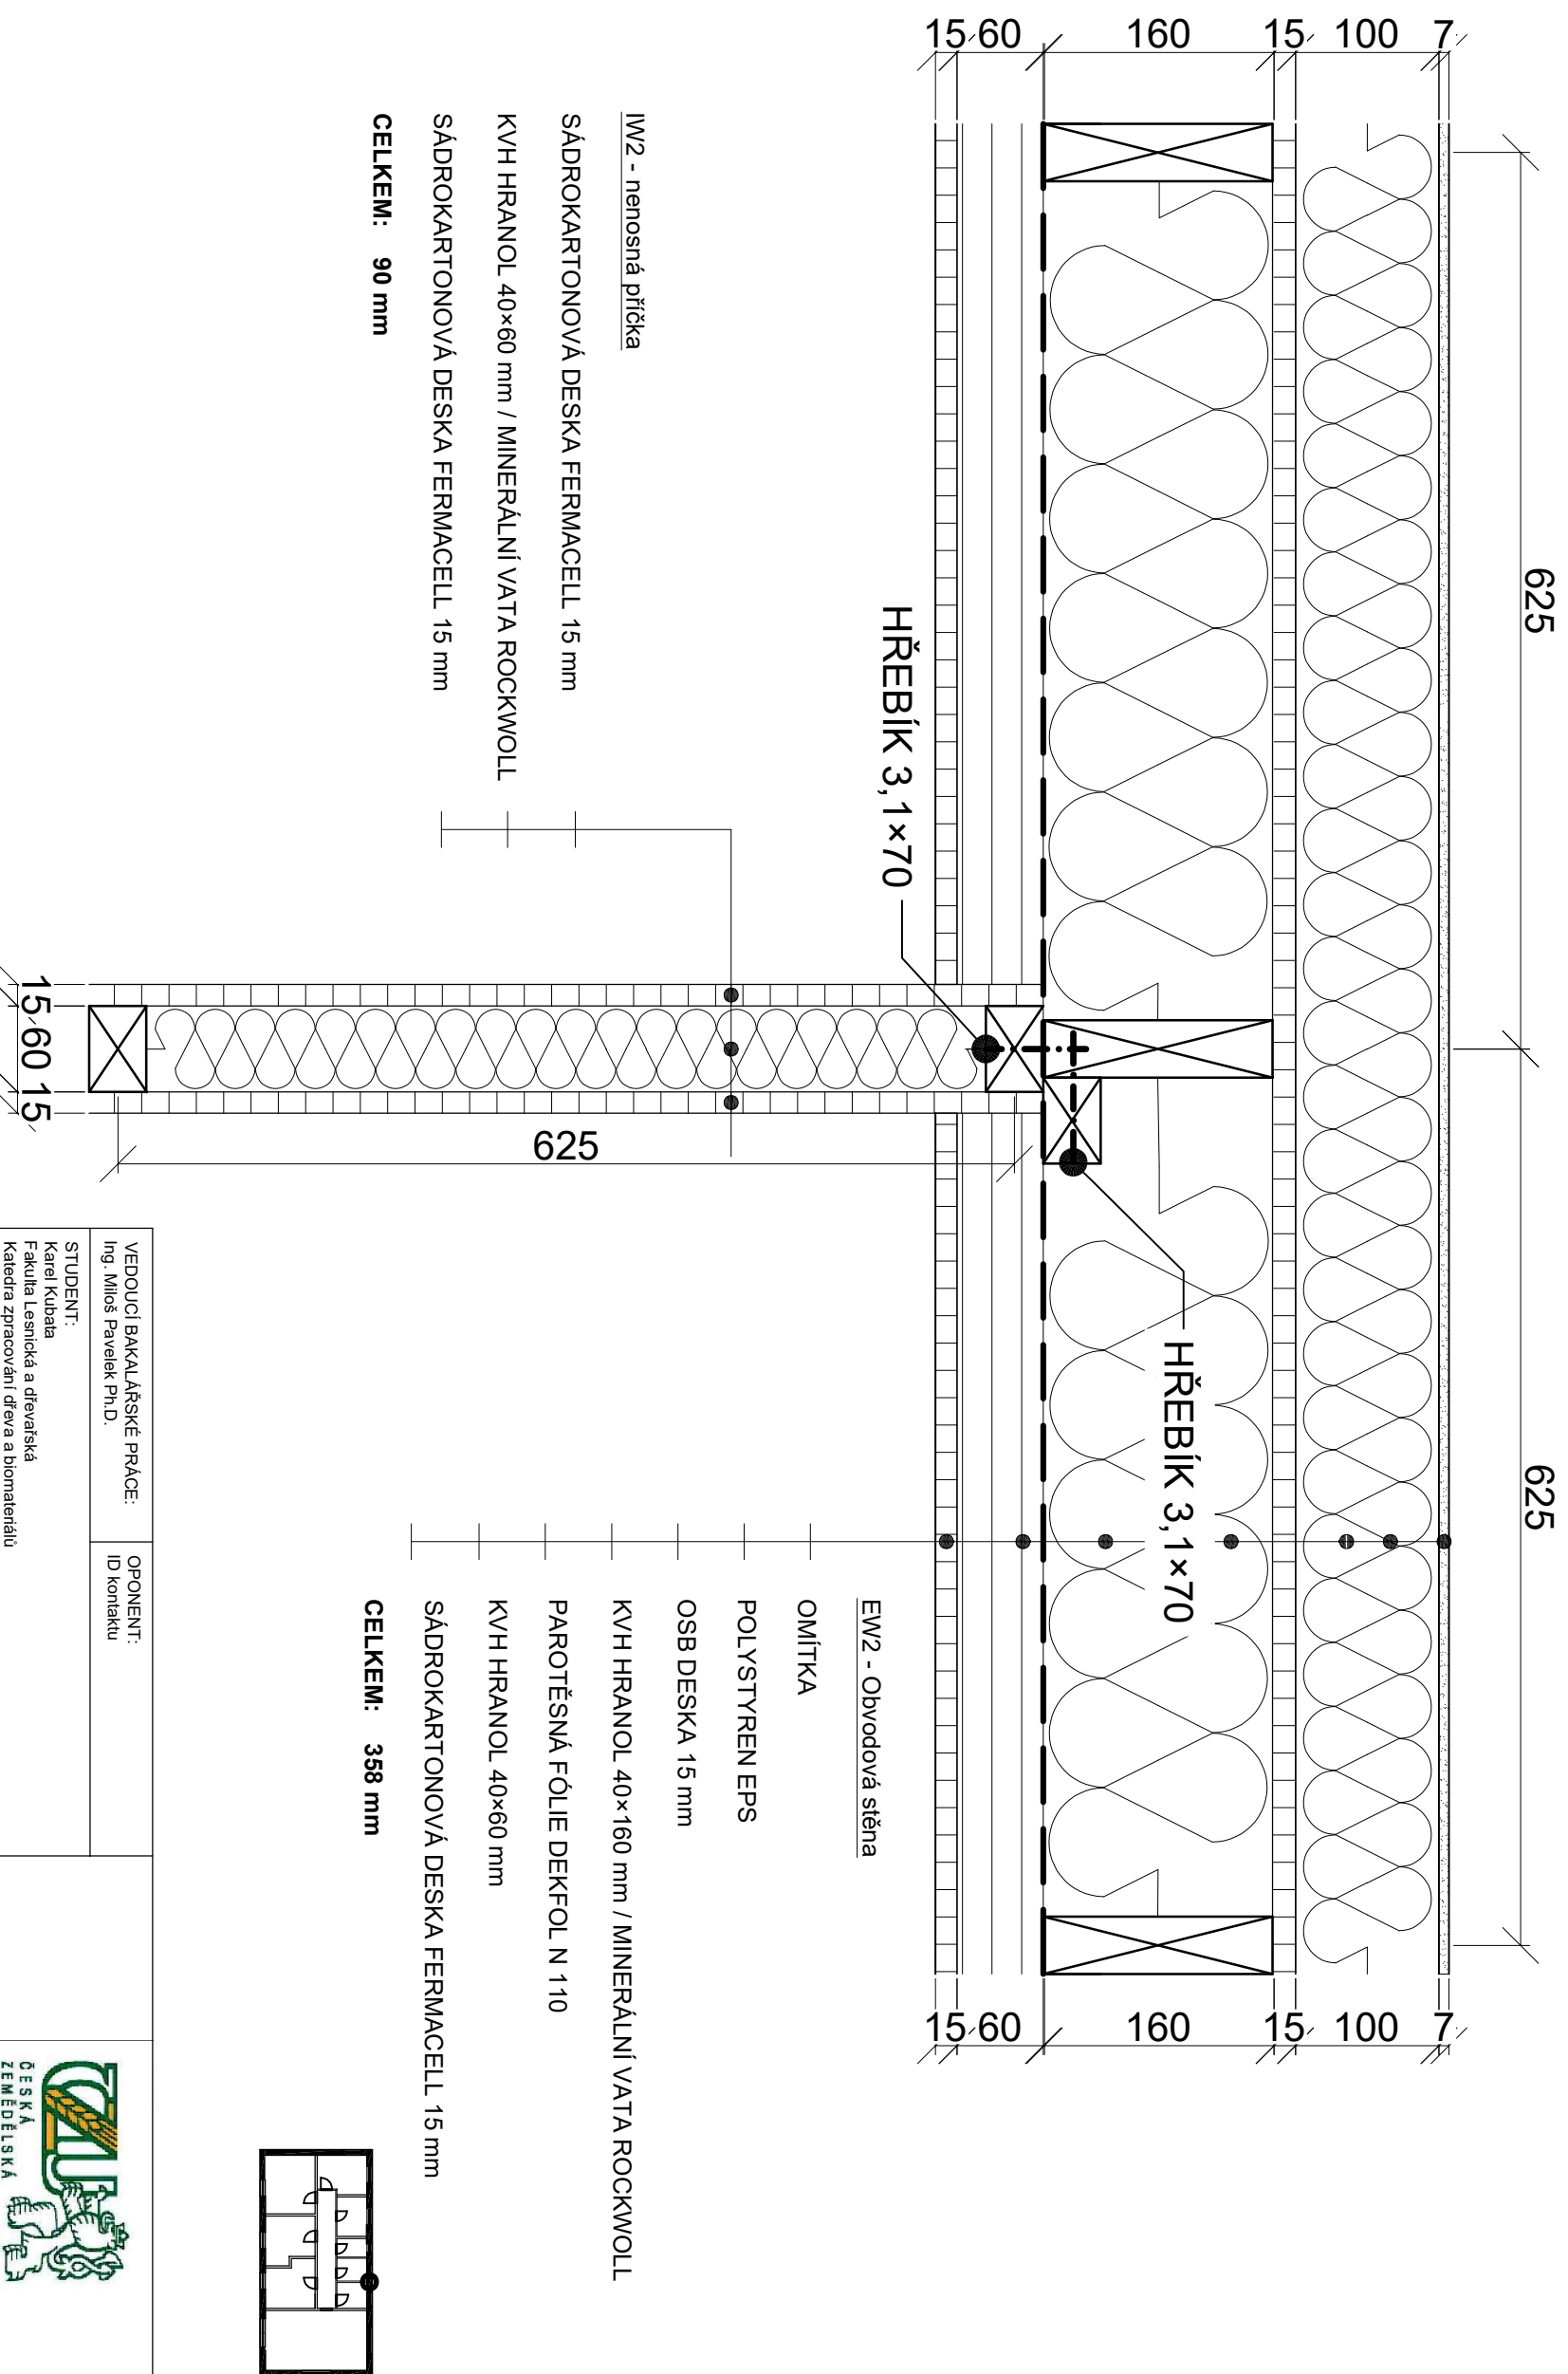 625
625
15 60 160 15 100 7
15 60 160 15 100 7
HŘEBÍK 3,1×70
HŘEBÍK 3,1×70
625
15 60 15
IW2 - nenosná příčka
SÁDROKARTONOVÁ DESKA FERMACELL 15 mm
KVH HRANOL 40×60 mm / MINERÁLNÍ VATA ROCKWOLL
SÁDROKARTONOVÁ DESKA FERMACELL 15 mm
CELKEM: 90 mm
EW2 - Obvodová stěna
OMÍTKA
POLYSTYREN EPS
OSB DESKA 15 mm
KVH HRANOL 40×160 mm / MINERÁLNÍ VATA ROCKWOLL
PAROTĚSNÁ FÓLIE DEKFOL N 110
KVH HRANOL 40×60 mm
SÁDROKARTONOVÁ DESKA FERMACELL 15 mm
CELKEM: 358 mm
VEDOUCÍ BAKALÁŘSKÉ PRÁCE:
Ing. Miloš Pavelek Ph.D.
OPONENT:
ID kontaktu
STUDENT:
Karel Kubata
Fakulta Lesnická a dřevařská
Katedra zpracování dřeva a biomateriálů
ČZU
ČESKÁ
ZEMĚDĚLSKÁ